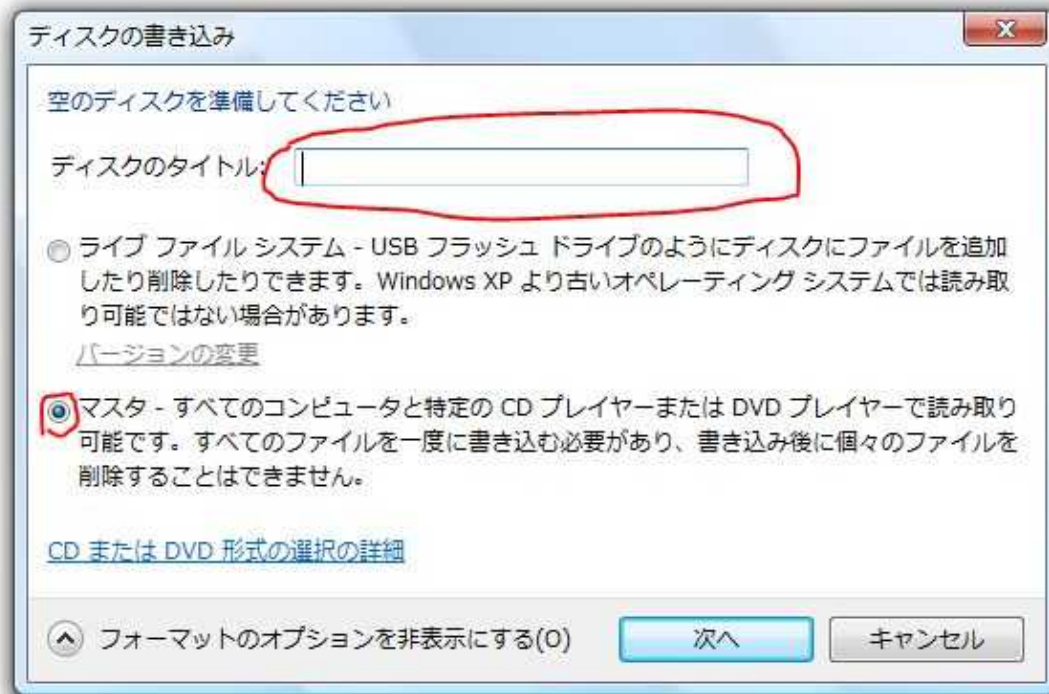 ディスクの書き込み
空のディスクを準備してください
ディスクのタイトル:
ライブ ファイル システム - USB フラッシュ ドライブのようにディスクにファイルを追加
したり削除したりできます。Windows XP より古いオペレーティング システムでは読み取
り可能ではない場合があります。
バージョンの変更
マスタ - すべてのコンピュータと特定の CD プレイヤーまたは DVD プレイヤーで読み取り
可能です。すべてのファイルを一度に書き込む必要があり、書き込み後に個々のファイルを
削除することはできません。
CD または DVD 形式の選択の詳細
フォーマットのオプションを非表示にする(O) 次へ キャンセル